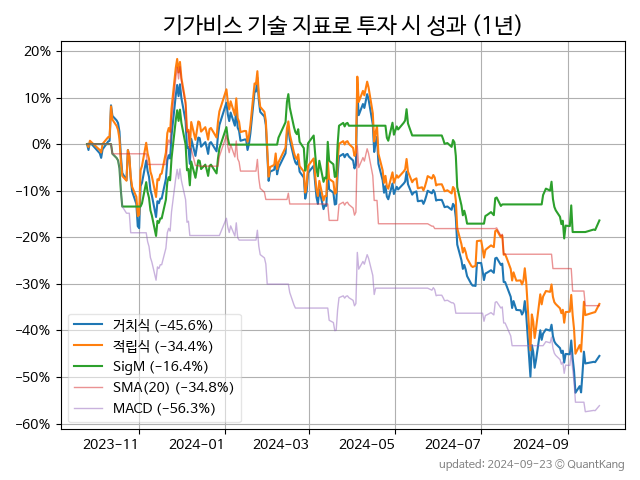 기가비스 기술 지표로 투자 시 성과 (1년)
20%
10%
0%
−10%
−20%
−30%
−40%
−50%
−60%
거치식 (−45.6%)
적립식 (−34.4%)
SigM (−16.4%)
SMA(20) (−34.8%)
MACD (−56.3%)
2023−11
2024−01
2024−03
2024−05
2024−07
2024−09
updated: 2024−09−23 © QuantKang